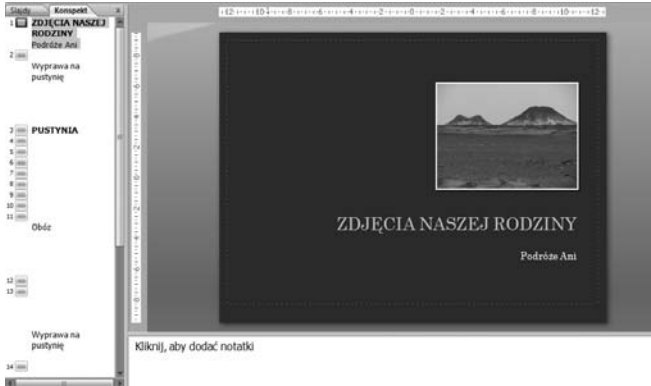 Slajdy Konspekt x
1 ZDJĘCIA NASZEJ
RODZINY
Podróże Ani
2
Wyprawa na
pustynię
3 PUSTYNIA
4
5
6
7
8
9
10
11
Obóz
12
13
Wyprawa na
pustynię
14
ZDJĘCIA NASZEJ RODZINY
Podróże Ani
Kliknij, aby dodać notatki